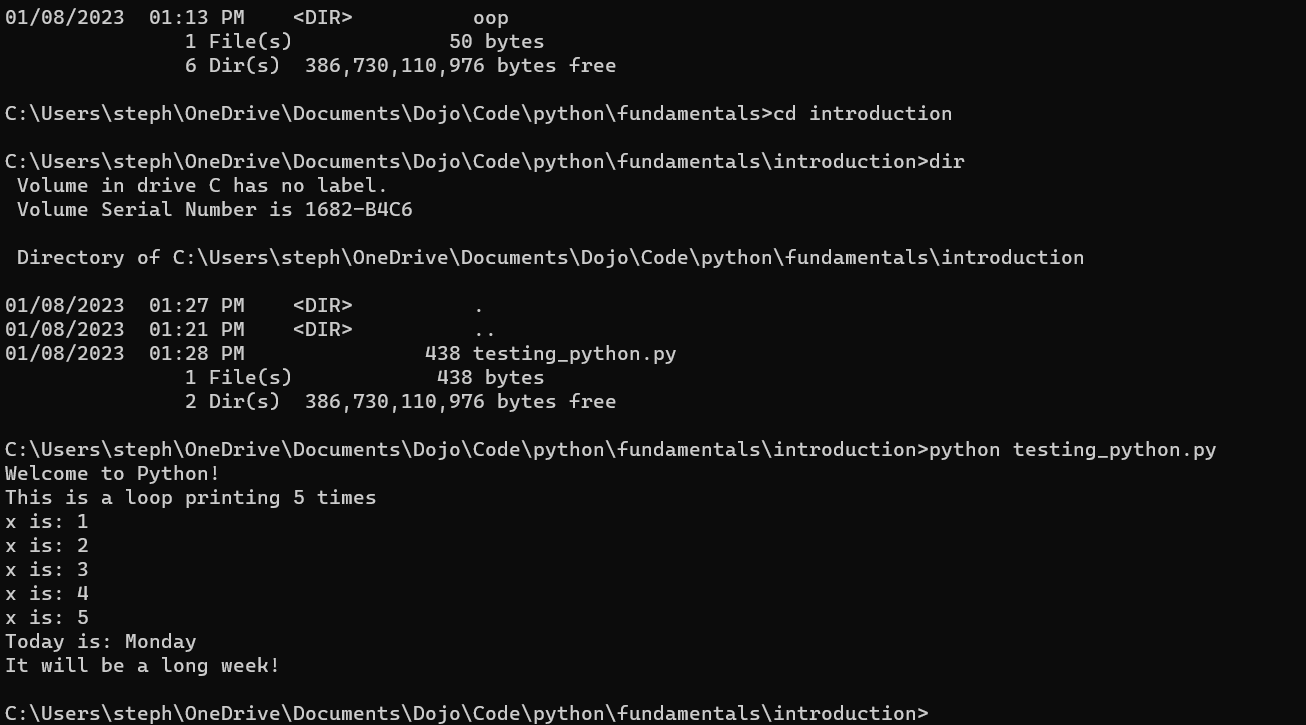 01/08/2023  01:13 PM    <DIR>          oop
               1 File(s)             50 bytes
               6 Dir(s)  386,730,110,976 bytes free
C:\Users\steph\OneDrive\Documents\Dojo\Code\python\fundamentals>cd introduction
C:\Users\steph\OneDrive\Documents\Dojo\Code\python\fundamentals\introduction>dir
 Volume in drive C has no label.
 Volume Serial Number is 1682-B4C6
 Directory of C:\Users\steph\OneDrive\Documents\Dojo\Code\python\fundamentals\introduction
01/08/2023  01:27 PM    <DIR>          .
01/08/2023  01:21 PM    <DIR>          ..
01/08/2023  01:28 PM               438 testing_python.py
               1 File(s)            438 bytes
               2 Dir(s)  386,730,110,976 bytes free
C:\Users\steph\OneDrive\Documents\Dojo\Code\python\fundamentals\introduction>python testing_python.py
Welcome to Python!
This is a loop printing 5 times
x is: 1
x is: 2
x is: 3
x is: 4
x is: 5
Today is: Monday
It will be a long week!
C:\Users\steph\OneDrive\Documents\Dojo\Code\python\fundamentals\introduction>